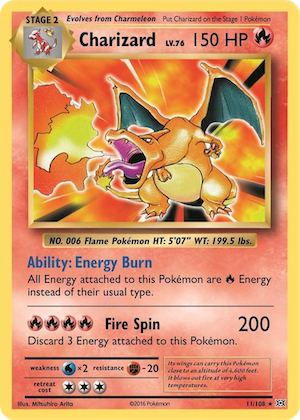 STAGE 2 Evolves from Charmeleon Put Charizard on the Stage 1 Pokémon
Charizard LV.76 150 HP
NO. 006 Flame Pokémon HT: 5'07" WT: 199.5 lbs.
Ability: Energy Burn
All Energy attached to this Pokémon are Energy
instead of their usual type.
Fire Spin 200
Discard 3 Energy attached to this Pokémon.
weakness ×2 resistance -20
retreat
cost
Its wings can carry this Pokémon
close to an altitude of 4,600 feet.
It blows out fire at very high
temperatures.
Illus. Mitsuhiro Arita ©2016 Pokémon 11/108 ★